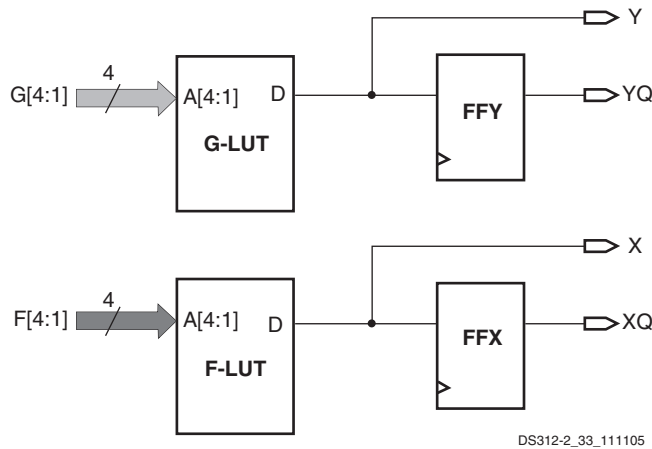 Y
4
G[4:1]
A[4:1]
D
YQ
FFY
G-LUT
X
4
F[4:1]
A[4:1]
D
XQ
FFX
F-LUT
DS312-2_33_111105